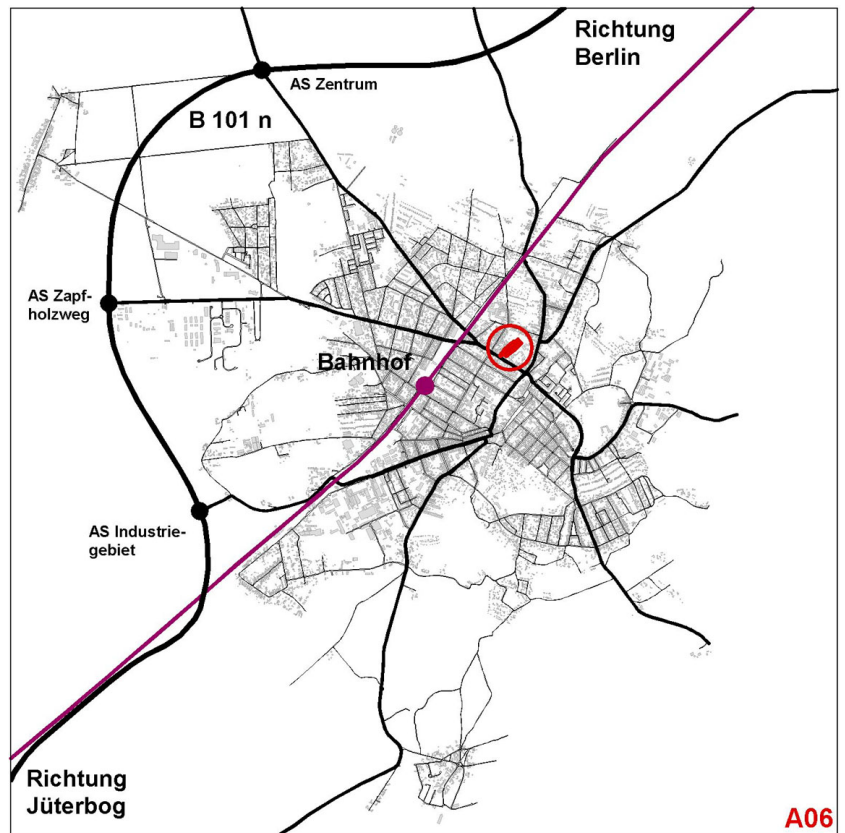 Richtung
Berlin
AS Zentrum
B 101 n
AS Zapf-
holzweg
Bahnhof
AS Industrie-
gebiet
Richtung
Jüterbog
A06